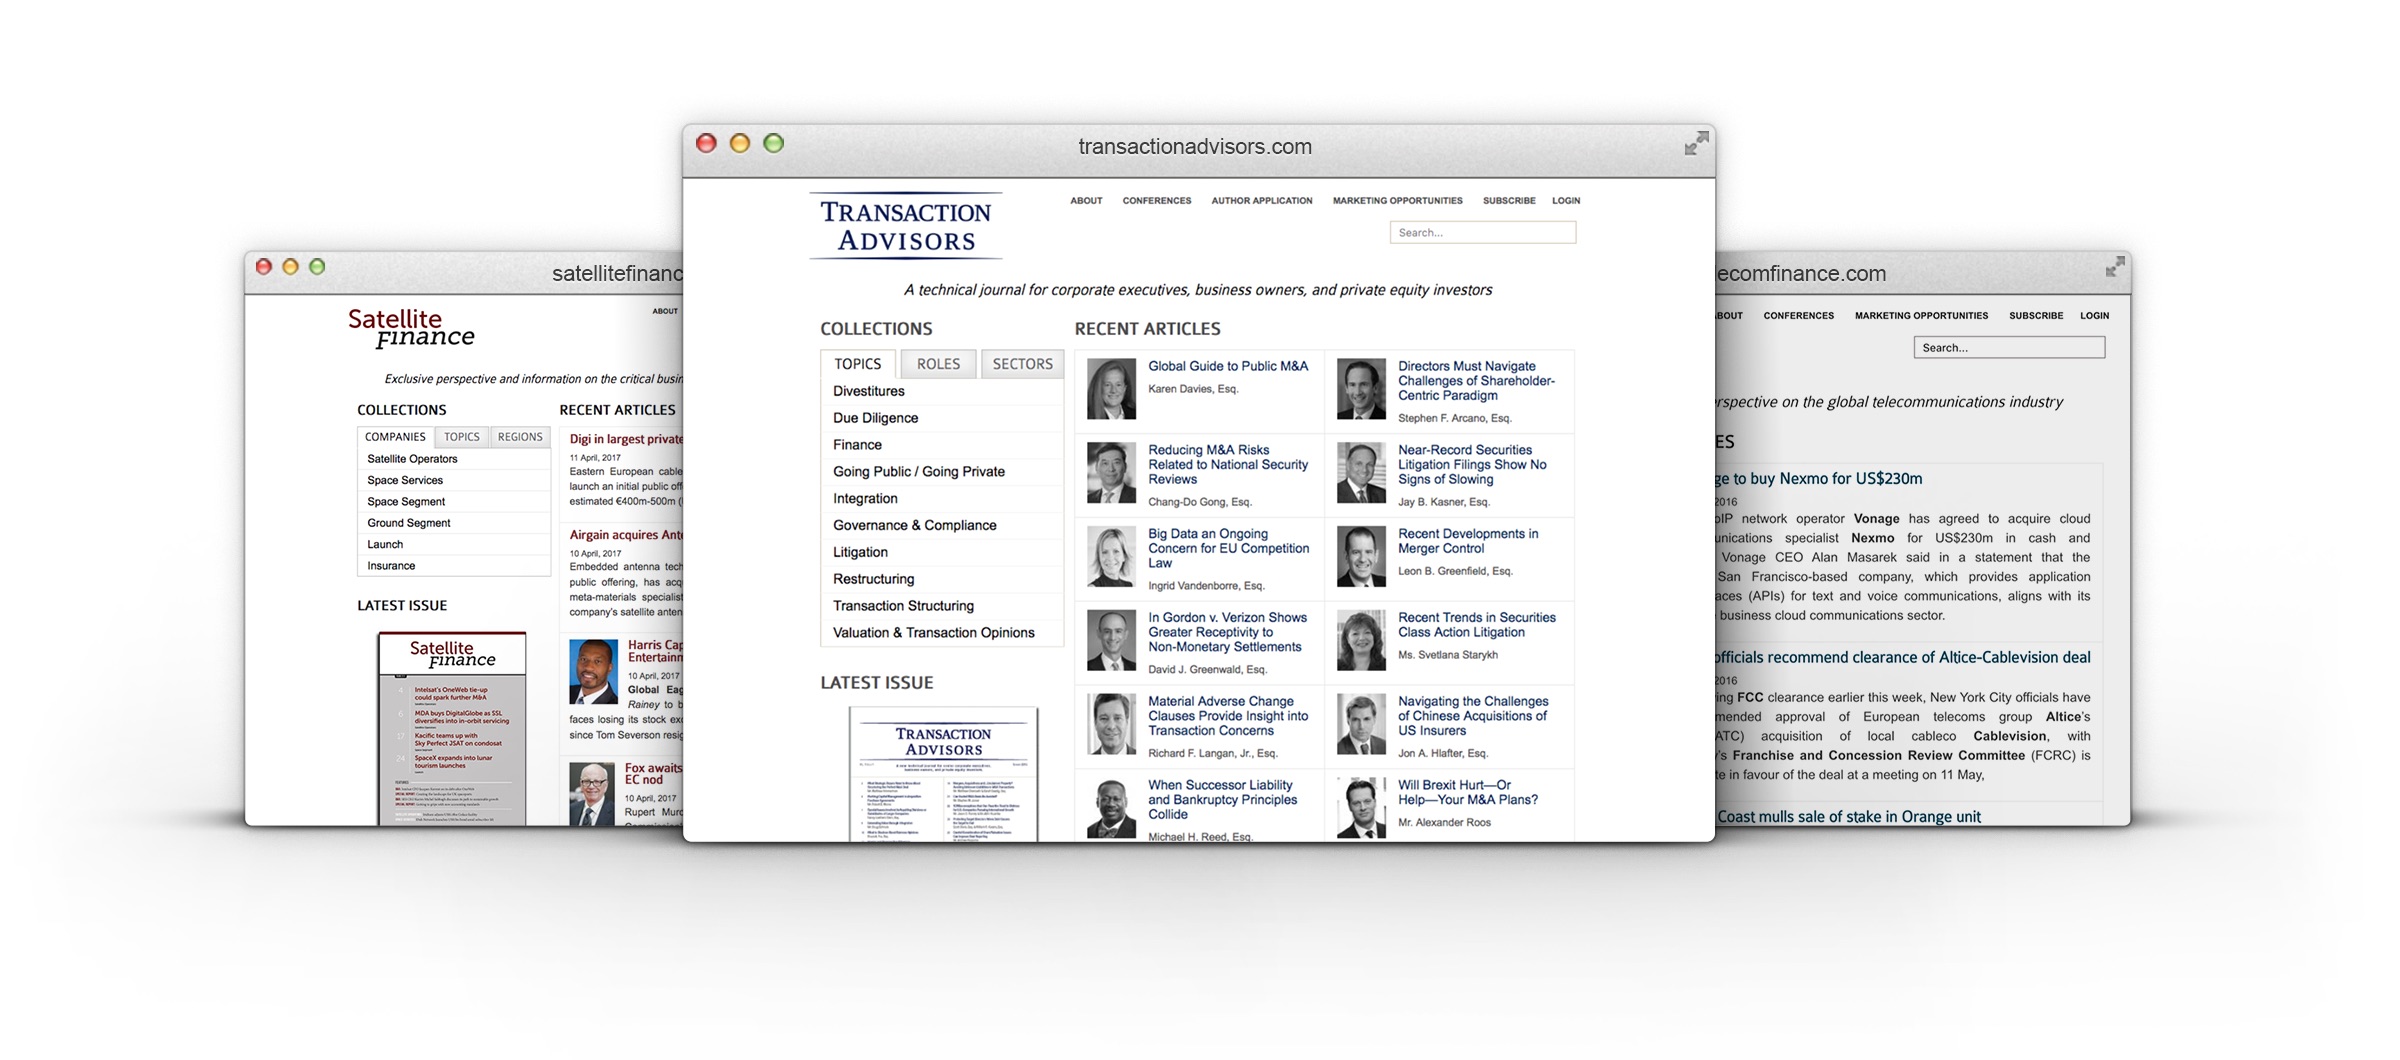 satellitefinanc
Satellite
Finance
ABOUT
Exclusive perspective and information on the critical busin
COLLECTIONS
COMPANIES TOPICS REGIONS
Satellite Operators
Space Services
Space Segment
Ground Segment
Launch
Insurance
LATEST ISSUE
Satellite
Finance
4 Intelsat's OneWeb tie-up
could spark further M&A
6 MDA buys DigitalGlobe as SSL
diversifies into in-orbit servicing
17 Kacific teams up with
Sky Perfect JSAT on condosat
24 SpaceX expands into lunar
tourism launches
RECENT ARTICLES
Digi in largest private
11 April, 2017
Eastern European cable
launch an initial public off
estimated €400m-500m (
Airgain acquires Ante
10 April, 2017
Embedded antenna tech
public offering, has acq
meta-materials specialist
company's satellite anten
Harris Cap
Entertainm
10 April, 2017
Global Eag
Rainey to b
faces losing its stock exc
since Tom Severson resig
Fox awaits
EC nod
10 April, 2017
Rupert Murdo
transactionadvisors.com
TRANSACTION
ADVISORS
ABOUT CONFERENCES AUTHOR APPLICATION MARKETING OPPORTUNITIES SUBSCRIBE LOGIN
Search...
A technical journal for corporate executives, business owners, and private equity investors
COLLECTIONS
TOPICS ROLES SECTORS
Divestitures
Due Diligence
Finance
Going Public / Going Private
Integration
Governance & Compliance
Litigation
Restructuring
Transaction Structuring
Valuation & Transaction Opinions
LATEST ISSUE
TRANSACTION
ADVISORS
RECENT ARTICLES
Global Guide to Public M&A
Karen Davies, Esq.
Directors Must Navigate
Challenges of Shareholder-
Centric Paradigm
Stephen F. Arcano, Esq.
Reducing M&A Risks
Related to National Security
Reviews
Chang-Do Gong, Esq.
Near-Record Securities
Litigation Filings Show No
Signs of Slowing
Jay B. Kasner, Esq.
Big Data an Ongoing
Concern for EU Competition
Law
Ingrid Vandenborre, Esq.
Recent Developments in
Merger Control
Leon B. Greenfield, Esq.
In Gordon v. Verizon Shows
Greater Receptivity to
Non-Monetary Settlements
David J. Greenwald, Esq.
Recent Trends in Securities
Class Action Litigation
Ms. Svetlana Starykh
Material Adverse Change
Clauses Provide Insight into
Transaction Concerns
Richard F. Langan, Jr., Esq.
Navigating the Challenges
of Chinese Acquisitions of
US Insurers
Jon A. Hlafter, Esq.
When Successor Liability
and Bankruptcy Principles
Collide
Michael H. Reed, Esq.
Will Brexit Hurt—Or
Help—Your M&A Plans?
Mr. Alexander Roos
ecomfinance.com
ABOUT CONFERENCES MARKETING OPPORTUNITIES SUBSCRIBE LOGIN
Search...
rspective on the global telecommunications industry
ES
ge to buy Nexmo for US$230m
2016
oIP network operator Vonage has agreed to acquire cloud
unications specialist Nexmo for US$230m in cash and
Vonage CEO Alan Masarek said in a statement that the
San Francisco-based company, which provides application
aces (APIs) for text and voice communications, aligns with its
business cloud communications sector.
officials recommend clearance of Altice-Cablevision deal
2016
ing FCC clearance earlier this week, New York City officials have
mended approval of European telecoms group Altice's
ATC) acquisition of local cableco Cablevision, with
's Franchise and Concession Review Committee (FCRC) is
te in favour of the deal at a meeting on 11 May,
Coast mulls sale of stake in Orange unit